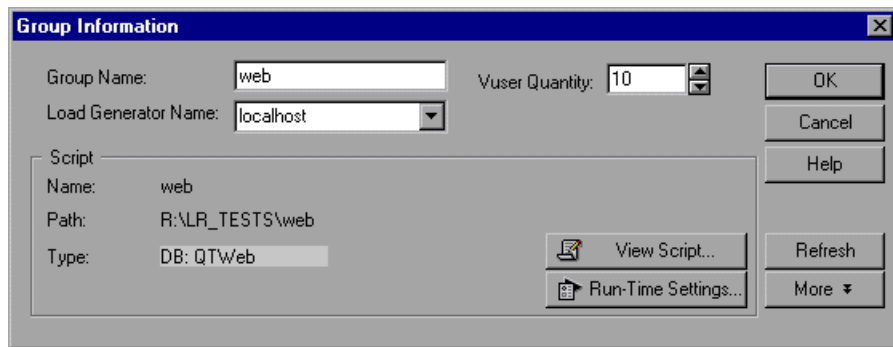 Group Information
Group Name: web Vuser Quantity: 10 OK
Load Generator Name: localhost Cancel
Script Help
Name: web
Path: R:\LR_TESTS\web
Type: DB: QTWeb View Script... Refresh
Run-Time Settings... More